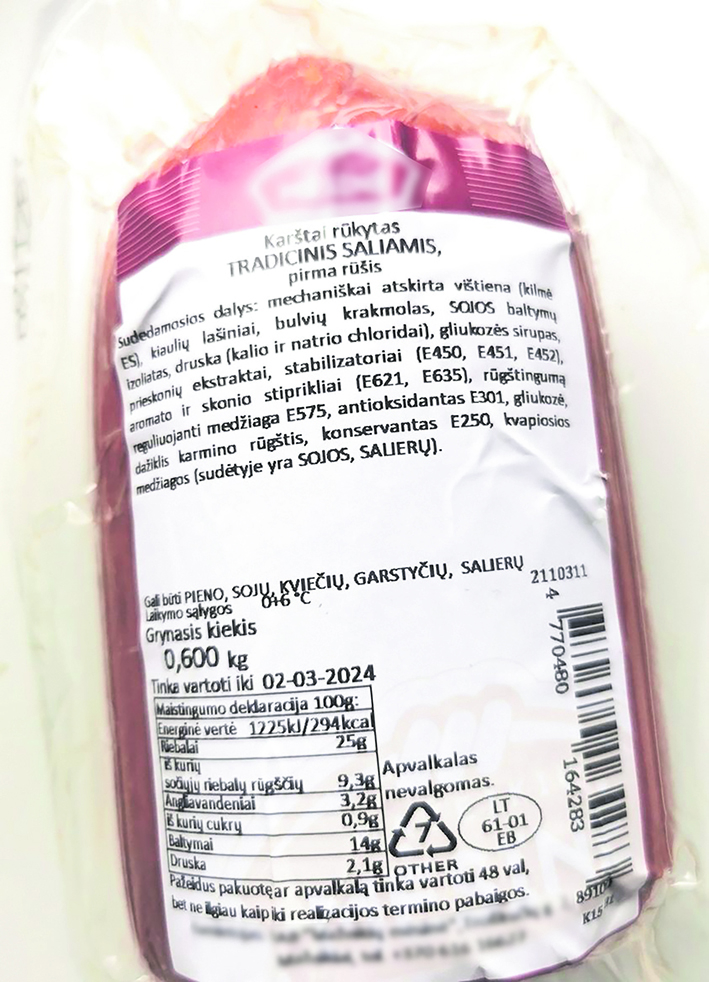 Karštai rūkytas
TRADICINIS SALIAMIS,
pirma rūšis
Sudedamosios dalys: mechaniškai atskirta vištiena (kilmė
ES), kiaulių lašiniai, bulvių krakmolas, SOJOS baltymų
izoliatas, druska (kalio ir natrio chloridai), gliukozės sirupas,
prieskonių ekstraktai, stabilizatoriai (E450, E451, E452),
aromato ir skonio stiprikliai (E621, E635), rūgštingumą
reguliuojanti medžiaga E575, antioksidantas E301, gliukozė,
dažiklis karmino rūgštis, konservantas E250, kvapiosios
medžiagos (sudėtyje yra SOJOS, SALIERŲ).
Gali būti PIENO, SOJŲ, KVIEČIŲ, GARSTYČIŲ, SALIERŲ
Laikymo sąlygos 0+6 °C
Grynasis kiekis
0,600 kg
Tinka vartoti iki 02-03-2024
Maistingumo deklaracija 100g:
Energinė vertė 1225kJ/294kcal
Riebalai 25g
iš kurių
sočiųjų riebalų rūgščių 9,3g
Angliavandeniai 3,2g
iš kurių cukrų 0,9g
Baltymai 14g
Druska 2,1g
Apvalkalas
nevalgomas.
7
OTHER
LT
61-01
EB
Pažeidus pakuotę ar apvalkalą tinka vartoti 48 val,
bet ne ilgiau kaip iki realizacijos termino pabaigos.
2110311
4 770480 164283